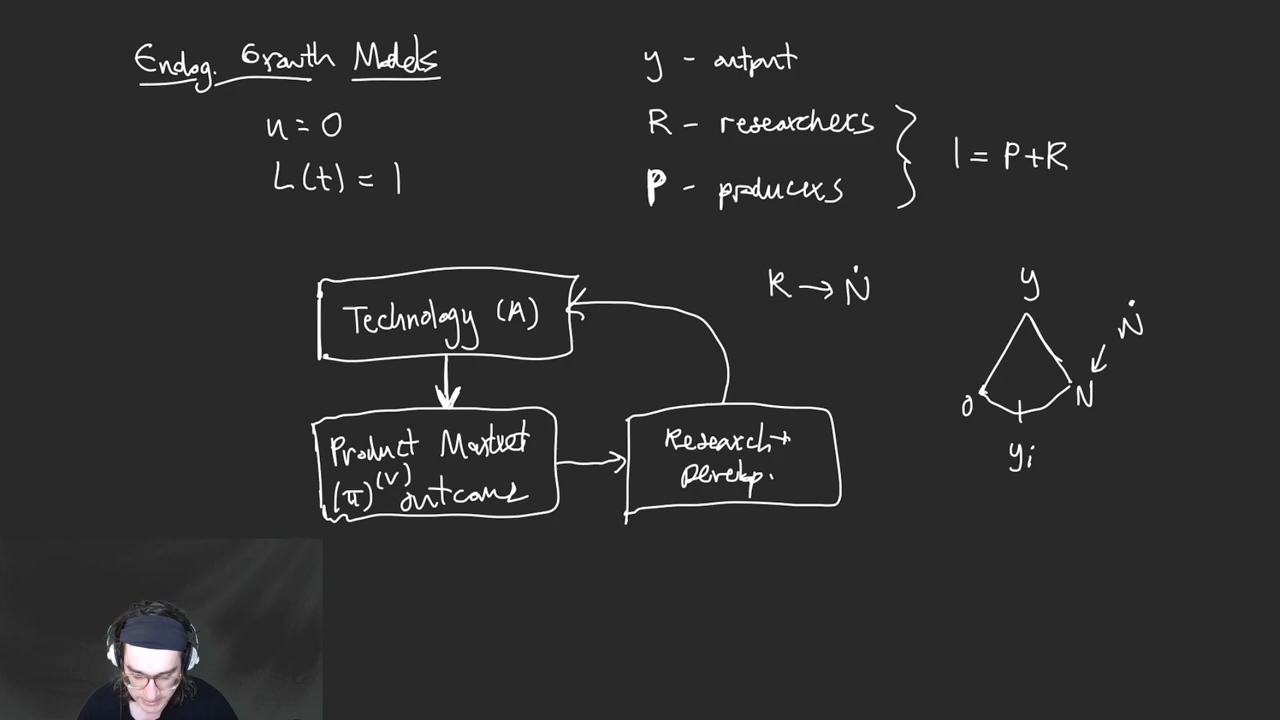 Endog. Growth Models
n = 0
L(t) = 1
y - output
R - researchers
P - producers
1 = P+R
Technology (A)
Product Market
(π)(V) outcome
Research +
Develop.
R → Ṅ
y
Ṅ
0
N
yi